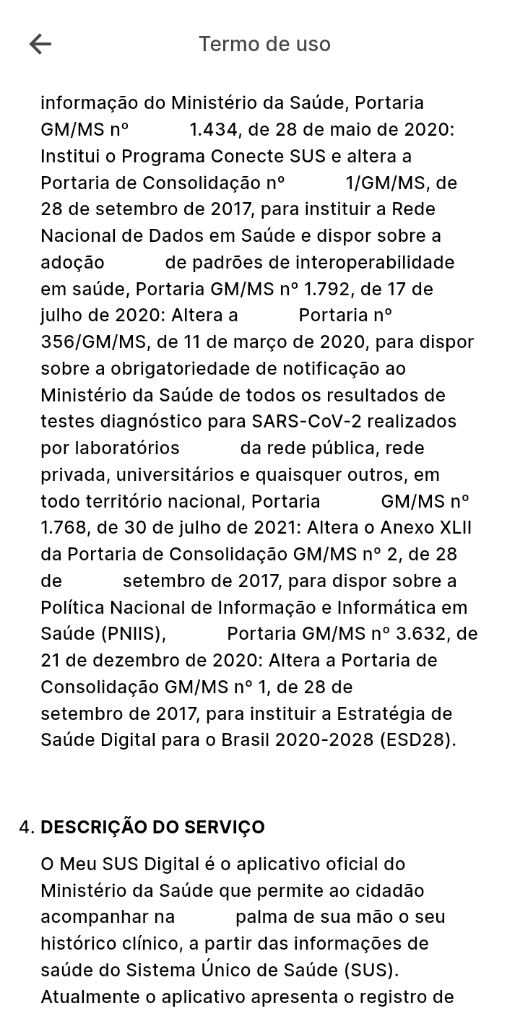 Termo de uso
informação do Ministério da Saúde, Portaria
GM/MS nº 1.434, de 28 de maio de 2020:
Institui o Programa Conecte SUS e altera a
Portaria de Consolidação nº 1/GM/MS, de
28 de setembro de 2017, para instituir a Rede
Nacional de Dados em Saúde e dispor sobre a
adoção de padrões de interoperabilidade
em saúde, Portaria GM/MS nº 1.792, de 17 de
julho de 2020: Altera a Portaria nº
356/GM/MS, de 11 de março de 2020, para dispor
sobre a obrigatoriedade de notificação ao
Ministério da Saúde de todos os resultados de
testes diagnóstico para SARS-CoV-2 realizados
por laboratórios da rede pública, rede
privada, universitários e quaisquer outros, em
todo território nacional, Portaria GM/MS nº
1.768, de 30 de julho de 2021: Altera o Anexo XLII
da Portaria de Consolidação GM/MS nº 2, de 28
de setembro de 2017, para dispor sobre a
Política Nacional de Informação e Informática em
Saúde (PNIIS), Portaria GM/MS nº 3.632, de
21 de dezembro de 2020: Altera a Portaria de
Consolidação GM/MS nº 1, de 28 de
setembro de 2017, para instituir a Estratégia de
Saúde Digital para o Brasil 2020-2028 (ESD28).
4. DESCRIÇÃO DO SERVIÇO
O Meu SUS Digital é o aplicativo oficial do
Ministério da Saúde que permite ao cidadão
acompanhar na palma de sua mão o seu
histórico clínico, a partir das informações de
saúde do Sistema Único de Saúde (SUS).
Atualmente o aplicativo apresenta o registro de